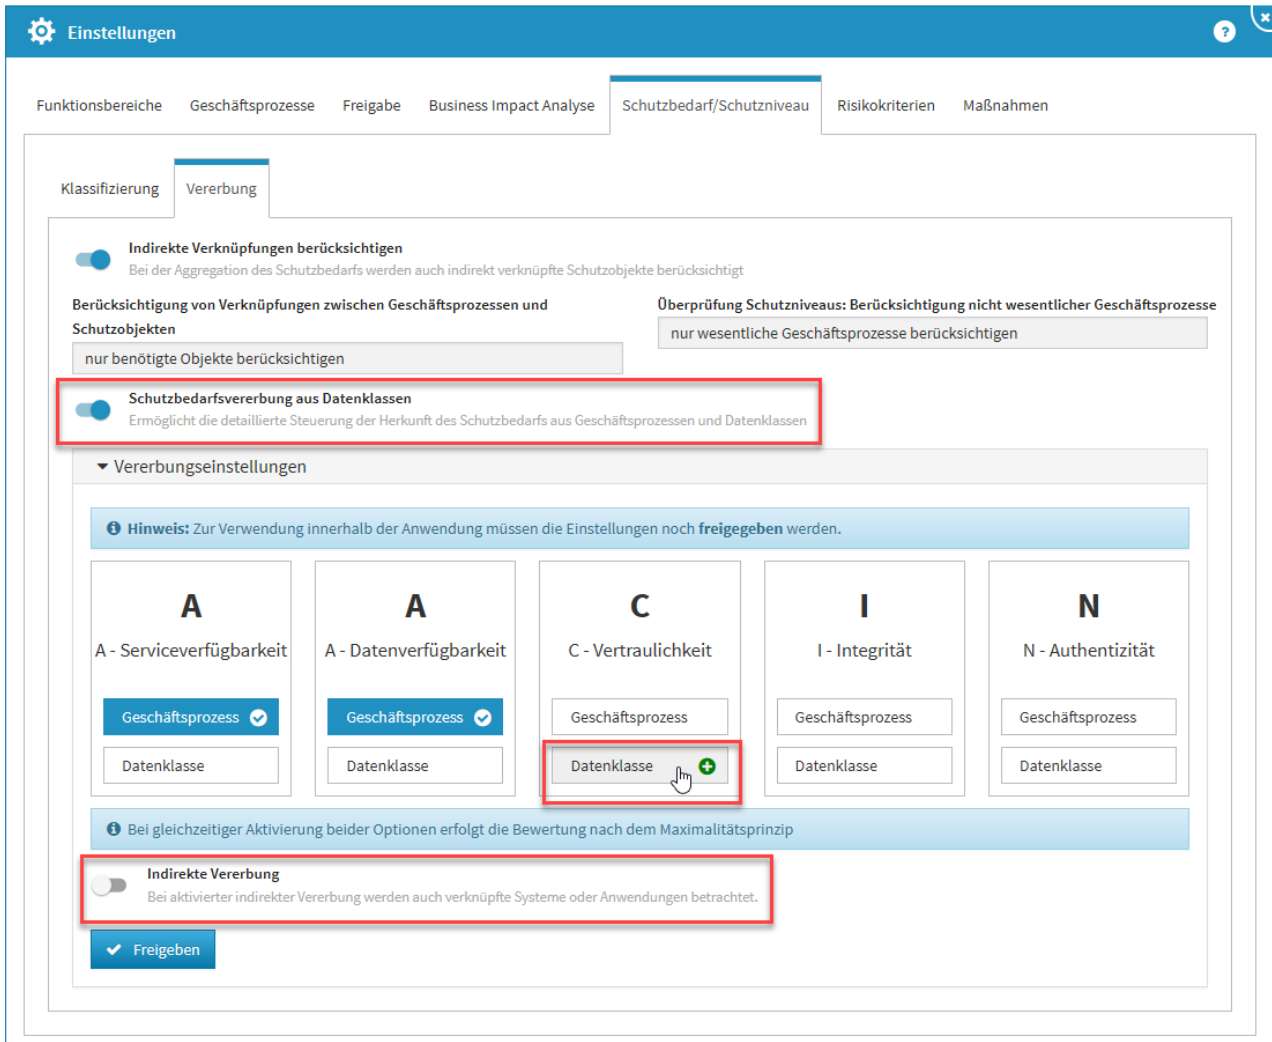 Einstellungen
?
x
Funktionsbereiche Geschäftsprozesse Freigabe Business Impact Analyse Schutzbedarf/Schutzniveau Risikokriterien Maßnahmen
Klassifizierung Vererbung
Indirekte Verknüpfungen berücksichtigen
Bei der Aggregation des Schutzbedarfs werden auch indirekt verknüpfte Schutzobjekte berücksichtigt
Berücksichtigung von Verknüpfungen zwischen Geschäftsprozessen und
Schutzobjekten
nur benötigte Objekte berücksichtigen
Überprüfung Schutzniveaus: Berücksichtigung nicht wesentlicher Geschäftsprozesse
nur wesentliche Geschäftsprozesse berücksichtigen
Schutzbedarfsvererbung aus Datenklassen
Ermöglicht die detaillierte Steuerung der Herkunft des Schutzbedarfs aus Geschäftsprozessen und Datenklassen
Vererbungseinstellungen
Hinweis: Zur Verwendung innerhalb der Anwendung müssen die Einstellungen noch freigegeben werden.
A
A - Serviceverfügbarkeit
Geschäftsprozess
Datenklasse
A
A - Datenverfügbarkeit
Geschäftsprozess
Datenklasse
C
C - Vertraulichkeit
Geschäftsprozess
Datenklasse
I
I - Integrität
Geschäftsprozess
Datenklasse
N
N - Authentizität
Geschäftsprozess
Datenklasse
Bei gleichzeitiger Aktivierung beider Optionen erfolgt die Bewertung nach dem Maximalitätsprinzip
Indirekte Vererbung
Bei aktivierter indirekter Vererbung werden auch verknüpfte Systeme oder Anwendungen betrachtet.
Freigeben